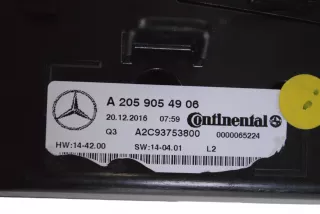 A 205 905 49 06
20.12.2016 07:59 Continental
Q3 A2C93753800 0000065224
HW:14-42.00 SW:14-04.01 L2